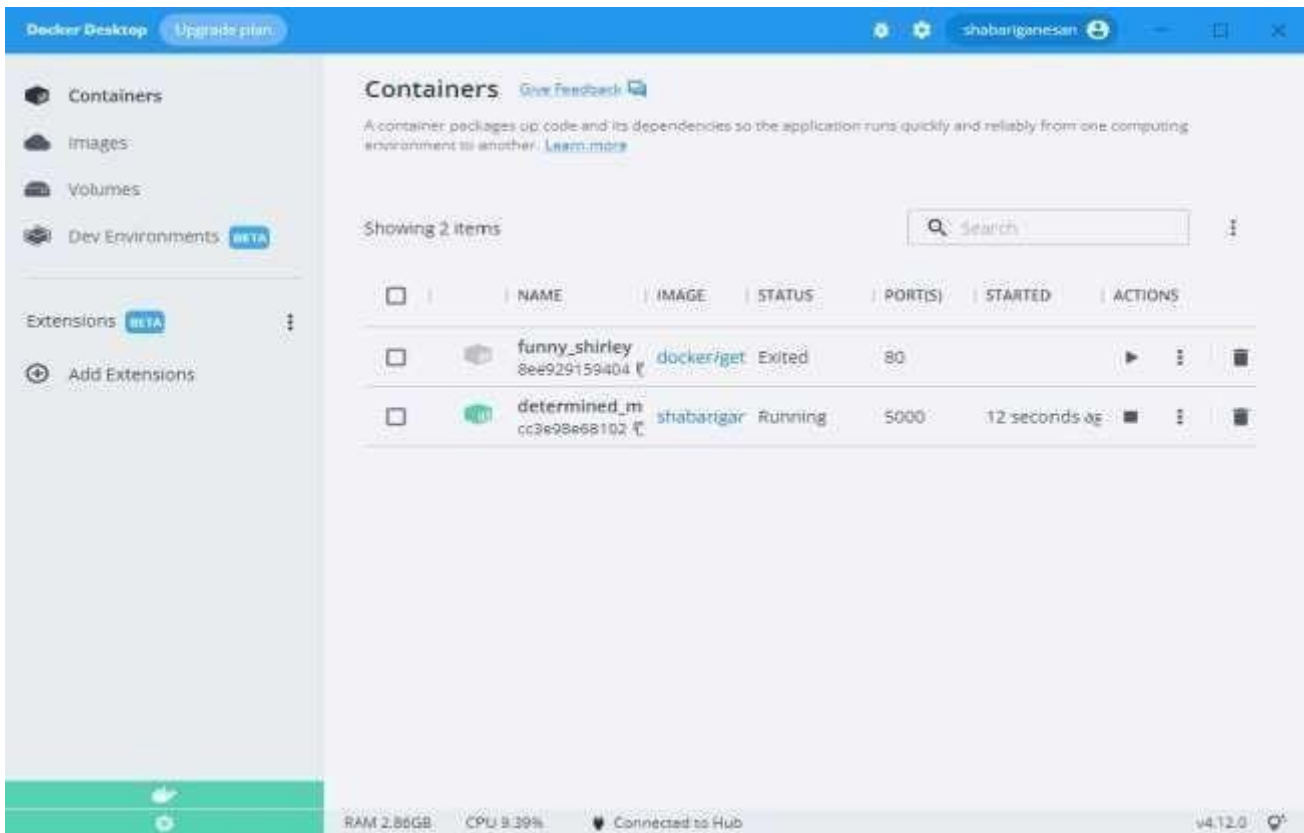 Docker Desktop Upgrade plan shabariganesan
Containers
Images
Volumes
Dev Environments BETA
Extensions BETA
Add Extensions
Containers Give Feedback
A container packages up code and its dependencies so the application runs quickly and reliably from one computing
environment to another. Learn more
Showing 2 items Search
NAME IMAGE STATUS PORT(S) STARTED ACTIONS
funny_shirley docker/get Exited 80
8ee929159404
determined_m shabarigar Running 5000 12 seconds ag
cc3e98e68102
RAM 2.86GB CPU 9.39% Connected to Hub v4.12.0